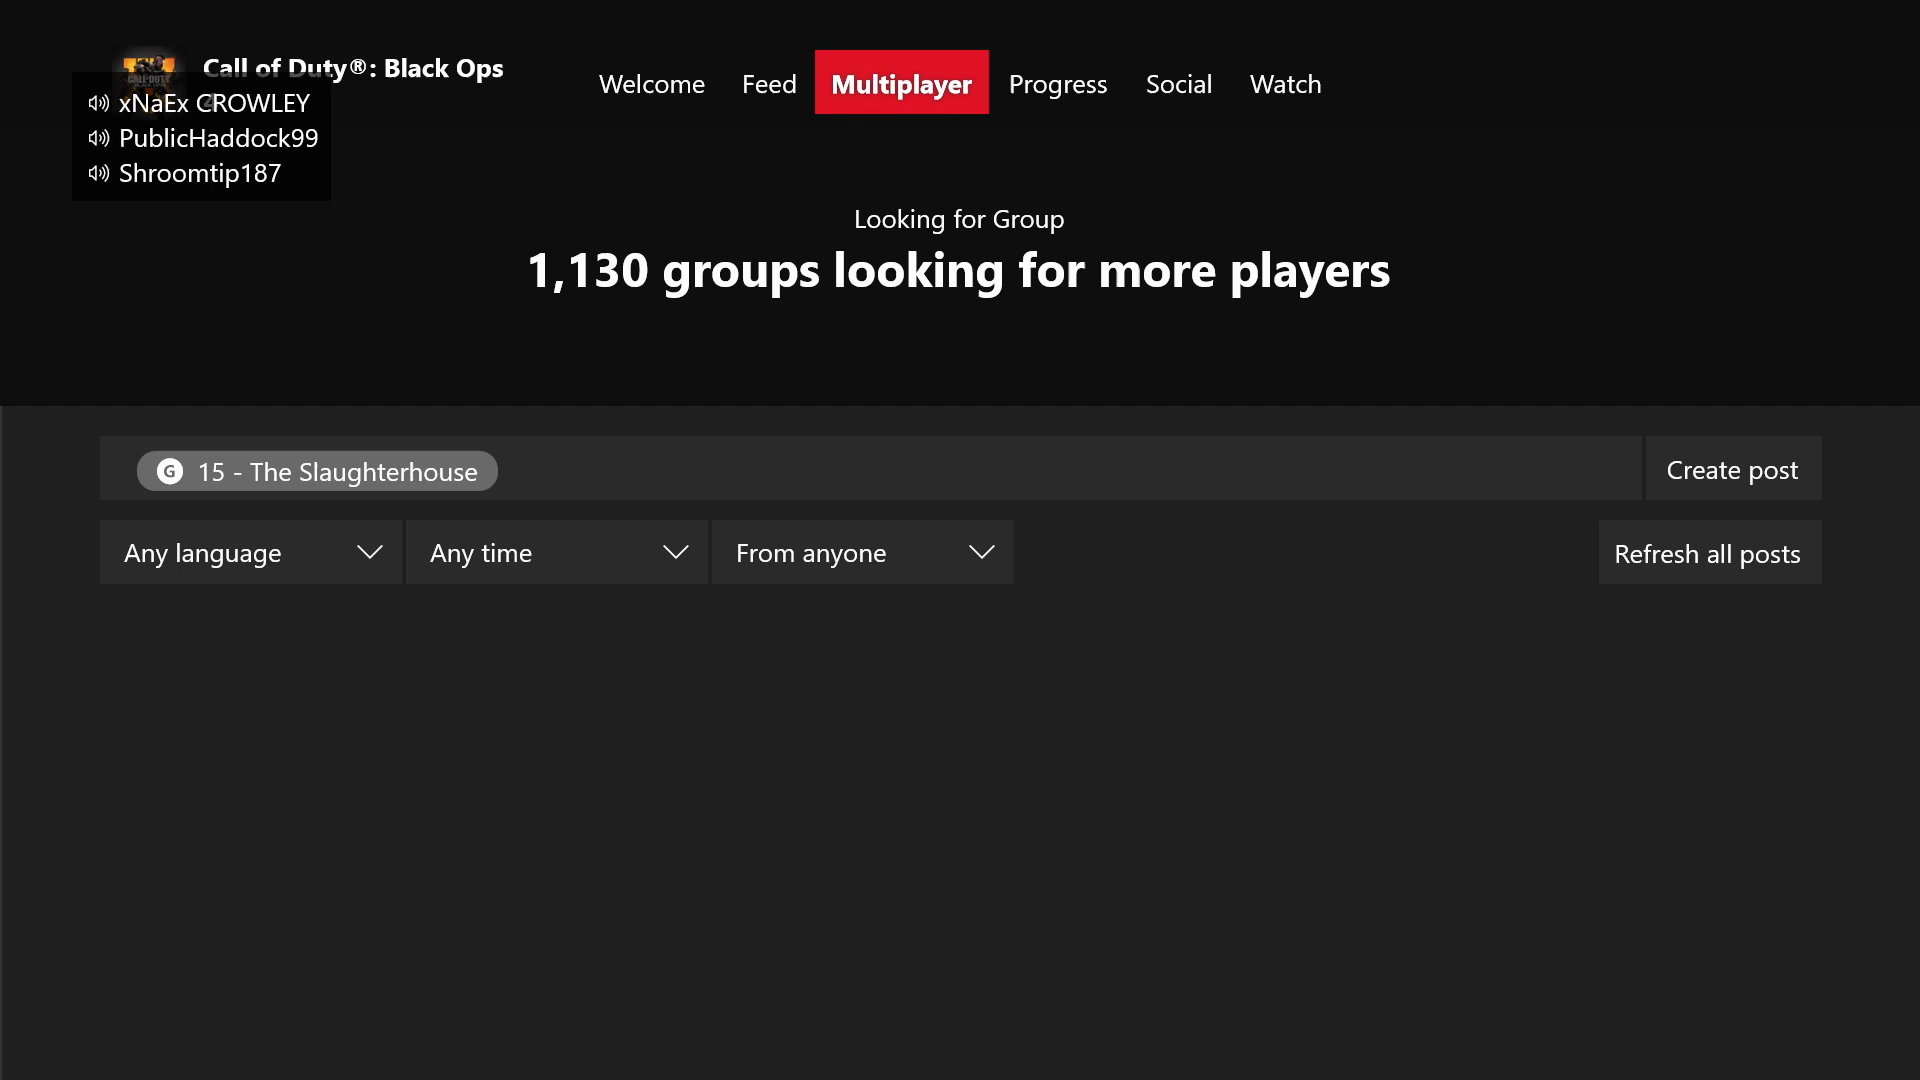 Call of Duty®: Black Ops
4
xNaEx CROWLEY
PublicHaddock99
Shroomtip187
Welcome
Feed
Multiplayer
Progress
Social
Watch
Looking for Group
1,130 groups looking for more players
G 15 - The Slaughterhouse
Create post
Any language
Any time
From anyone
Refresh all posts